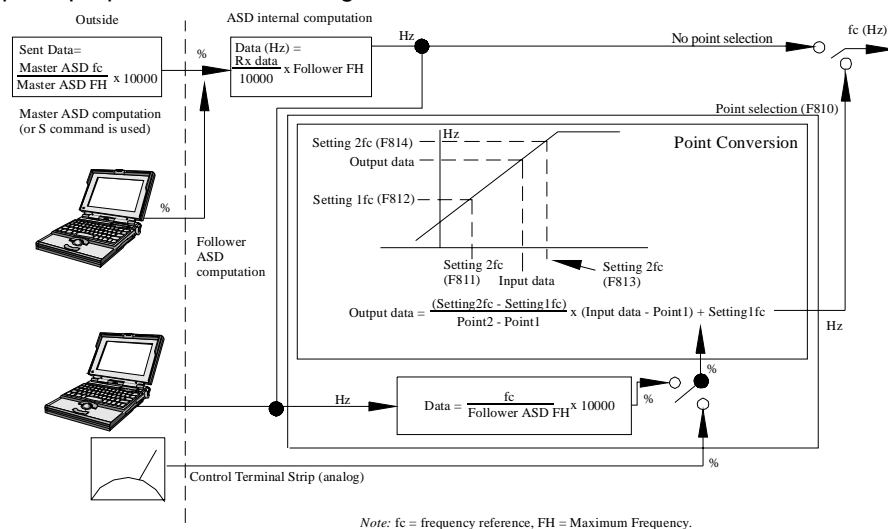 Outside
ASD internal computation
Sent Data=
Master ASD fc
Master ASD FH
x 10000
%
Data (Hz) =
Rx data
10000
x Follower FH
Hz
No point selection
fc (Hz)
Master ASD computation
(or S command is used)
Point selection (F810)
Hz
Point Conversion
Setting 2fc (F814)
Output data
Setting 1fc (F812)
%
Follower
ASD
computation
Setting 2fc
(F811)
Input data
Setting 2fc
(F813)
Output data = (Setting2fc - Setting1fc)
Point2 - Point1
x (Input data - Point1) + Setting1fc
Hz
%
Hz
Data = fc
Follower ASD FH
x 10000
%
%
Control Terminal Strip (analog)
Note: fc = frequency reference, FH = Maximum Frequency.